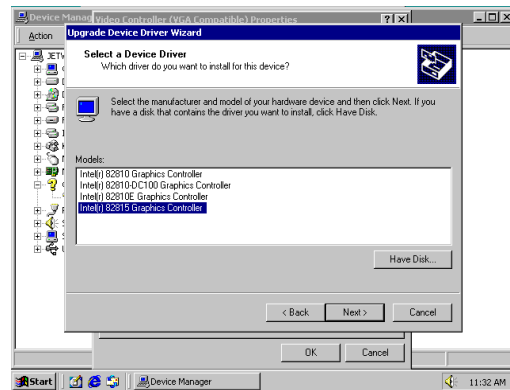 Device Manag
Video Controller (VGA Compatible) Properties
Action
Upgrade Device Driver Wizard
Select a Device Driver
Which driver do you want to install for this device?
Select the manufacturer and model of your hardware device and then click Next. If you
have a disk that contains the driver you want to install, click Have Disk.
Models:
Intel(r) 82810 Graphics Controller
Intel(r) 82810-DC100 Graphics Controller
Intel(r) 82810E Graphics Controller
Intel(r) 82815 Graphics Controller
Have Disk...
< Back
Next >
Cancel
OK
Cancel
Start
Device Manager
11:32 AM